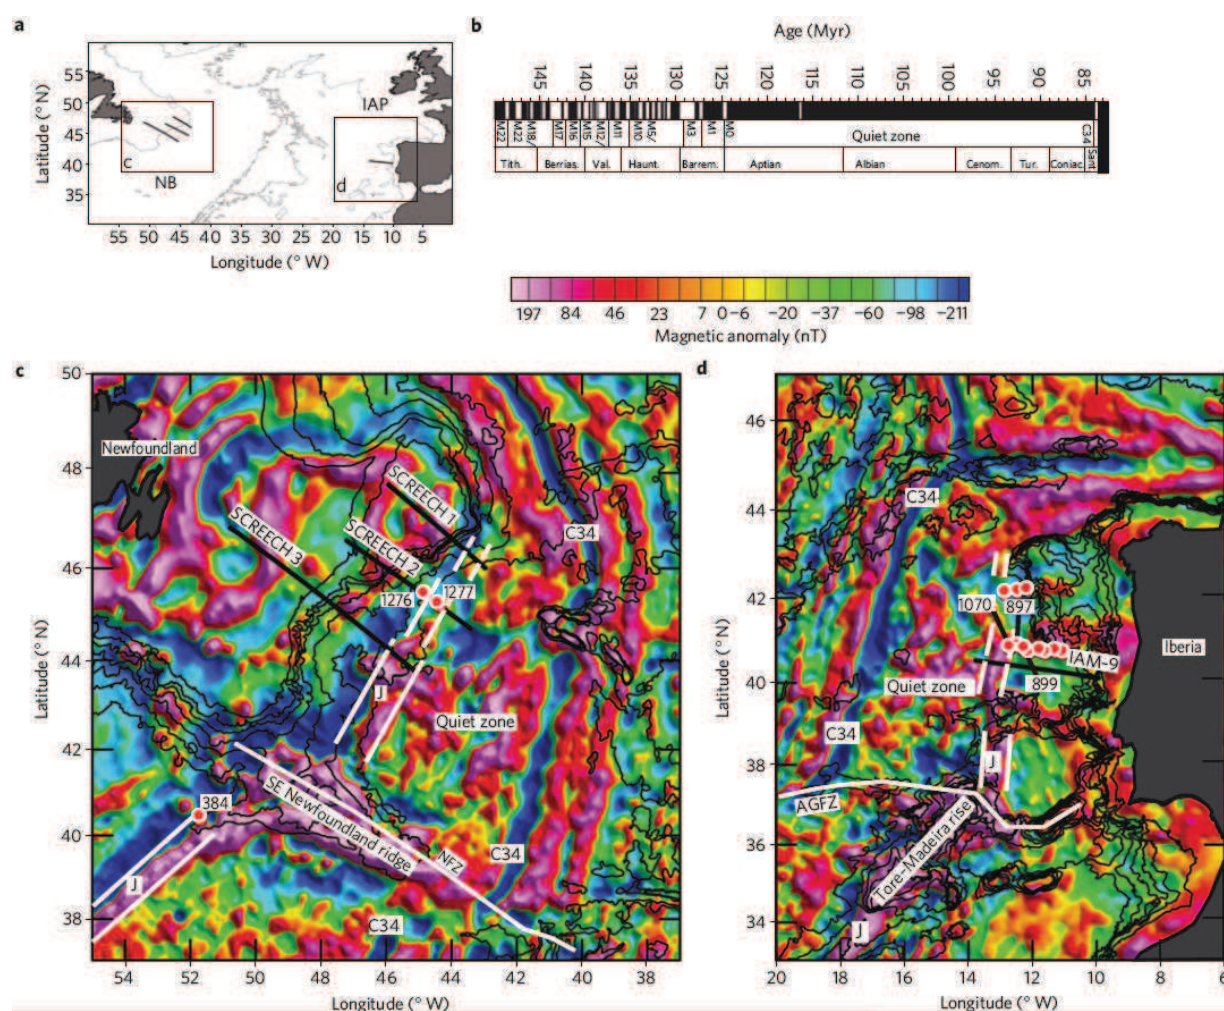 a
Latitude (° N)
55
50
45
40
35
IAP
c
NB
d
55 50 45 40 35 30 25 20 15 10 5
Longitude (° W)
b
Age (Myr)
145 140 135 130 125 120 115 110 105 100 95 90 85
M22 M22 M18/ M17 M16 M15 M12/ M11 M10 M5/ M3 M1 M0 Quiet zone C34
Tith. Berrias. Val. Haunt. Barrem. Aptian Albian Cenom. Tur. Coniac. Sant.
197 84 46 23 7 0 –6 –20 –37 –60 –98 –211
Magnetic anomaly (nT)
c
Latitude (° N)
50
48
46
44
42
40
38
Newfoundland
SCREECH 1
SCREECH 2
SCREECH 3
C34
1276
1277
J
Quiet zone
SE Newfoundland ridge
NFZ
384
C34
J
C34
54 52 50 48 46 44 42 40 38
Longitude (° W)
d
Latitude (° N)
46
44
42
40
38
36
34
C34
1070
897
IAM-9
Iberia
899
Quiet zone
C34
J
AGFZ
Tore–Madeira rise
J
20 18 16 14 12 10 8 6
Longitude (° W)